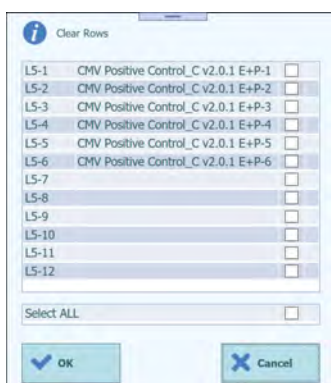 Clear Rows
L5-1 CMV Positive Control_C v2.0.1 E+P-1
L5-2 CMV Positive Control_C v2.0.1 E+P-2
L5-3 CMV Positive Control_C v2.0.1 E+P-3
L5-4 CMV Positive Control_C v2.0.1 E+P-4
L5-5 CMV Positive Control_C v2.0.1 E+P-5
L5-6 CMV Positive Control_C v2.0.1 E+P-6
L5-7
L5-8
L5-9
L5-10
L5-11
L5-12
Select ALL
OK Cancel